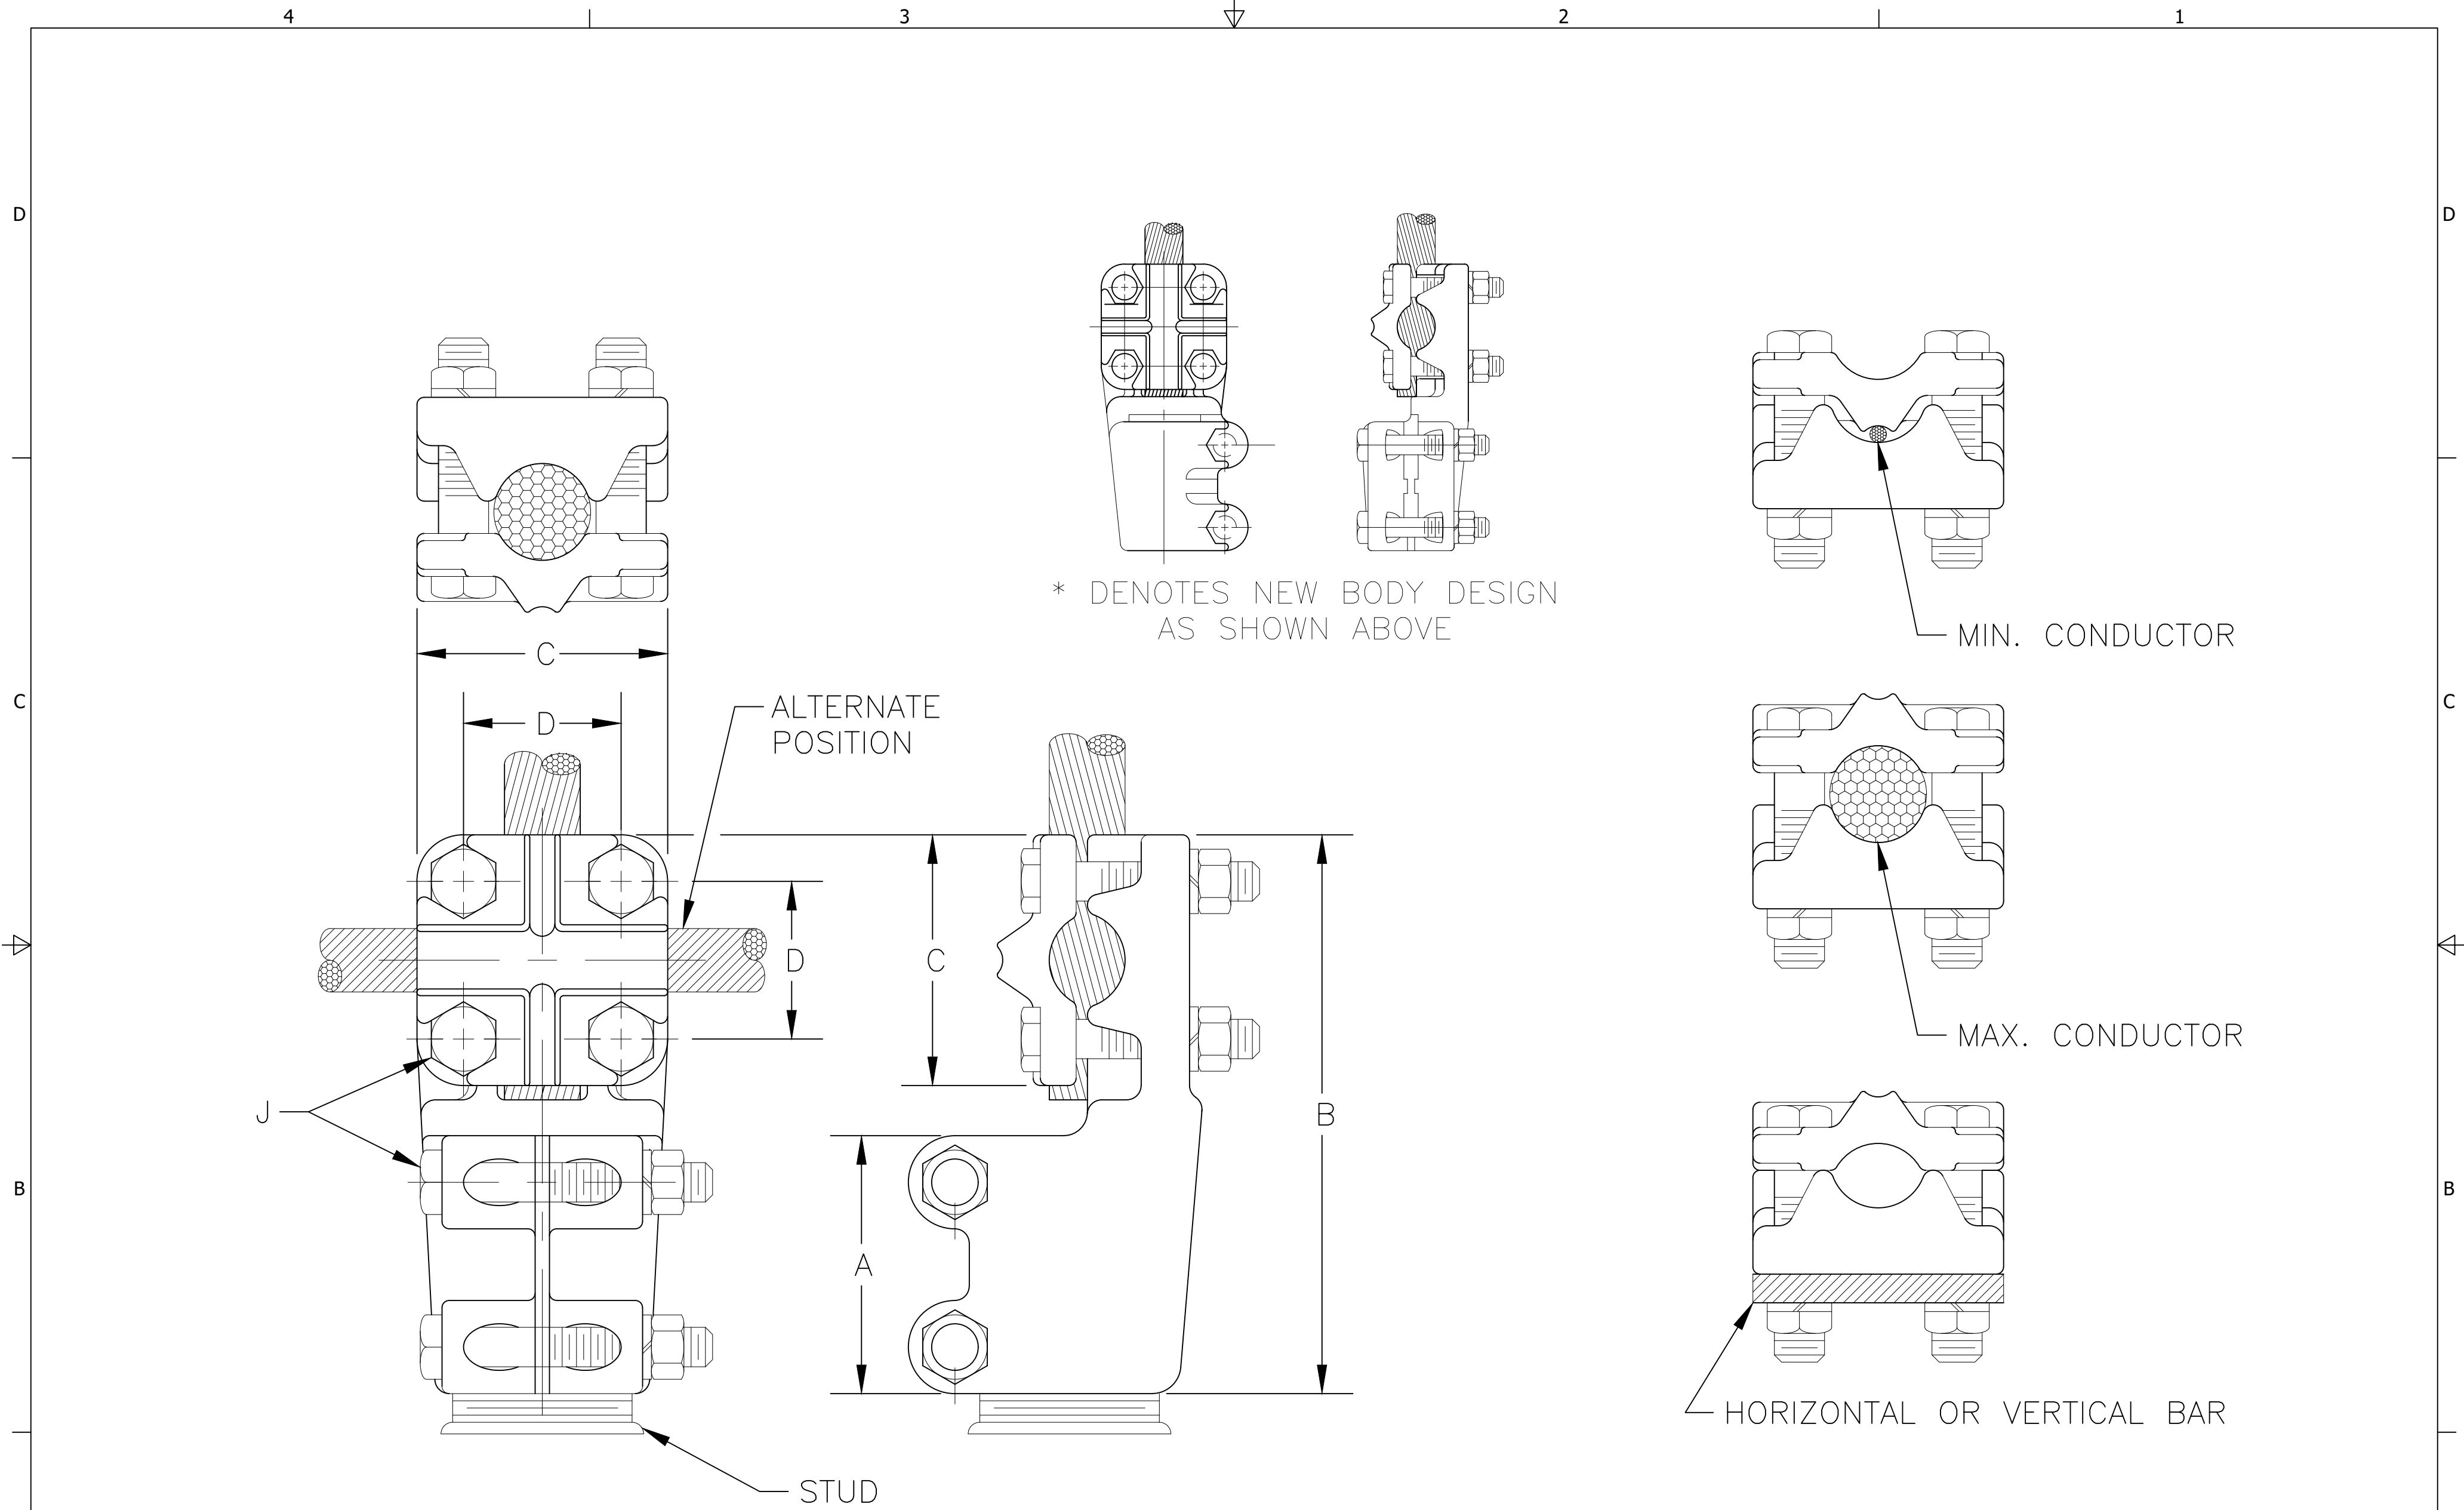 4 3 2 1
D D
* DENOTES NEW BODY DESIGN
AS SHOWN ABOVE
MIN. CONDUCTOR
C
C C
ALTERNATE
POSITION
D
D
C
B
MAX. CONDUCTOR
J
A
B B
HORIZONTAL OR VERTICAL BAR
STUD